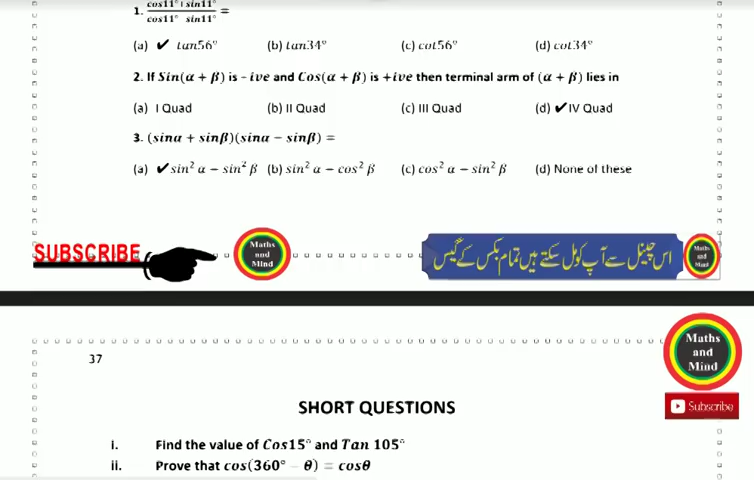 1. cos11° + sin11° / cos11° sin11° =
(a) ✔ tan56° (b) tan34° (c) cot56° (d) cot34°
2. If Sin(α + β) is – ive and Cos(α + β) is +ive then terminal arm of (α + β) lies in
(a) I Quad (b) II Quad (c) III Quad (d) ✔IV Quad
3. (sinα + sinβ)(sinα − sinβ) =
(a) ✔sin² α − sin² β (b) sin² α − cos² β (c) cos² α − sin² β (d) None of these
SUBSCRIBE
Maths
and
Mind
اس چینل سے آپ کو مل سکتے ہیں تمام بکس کے گیس
Maths
and
Mind
37
Maths
and
Mind
Subscribe
SHORT QUESTIONS
i. Find the value of Cos15° and Tan 105°
ii. Prove that cos(360° − θ) = cosθ